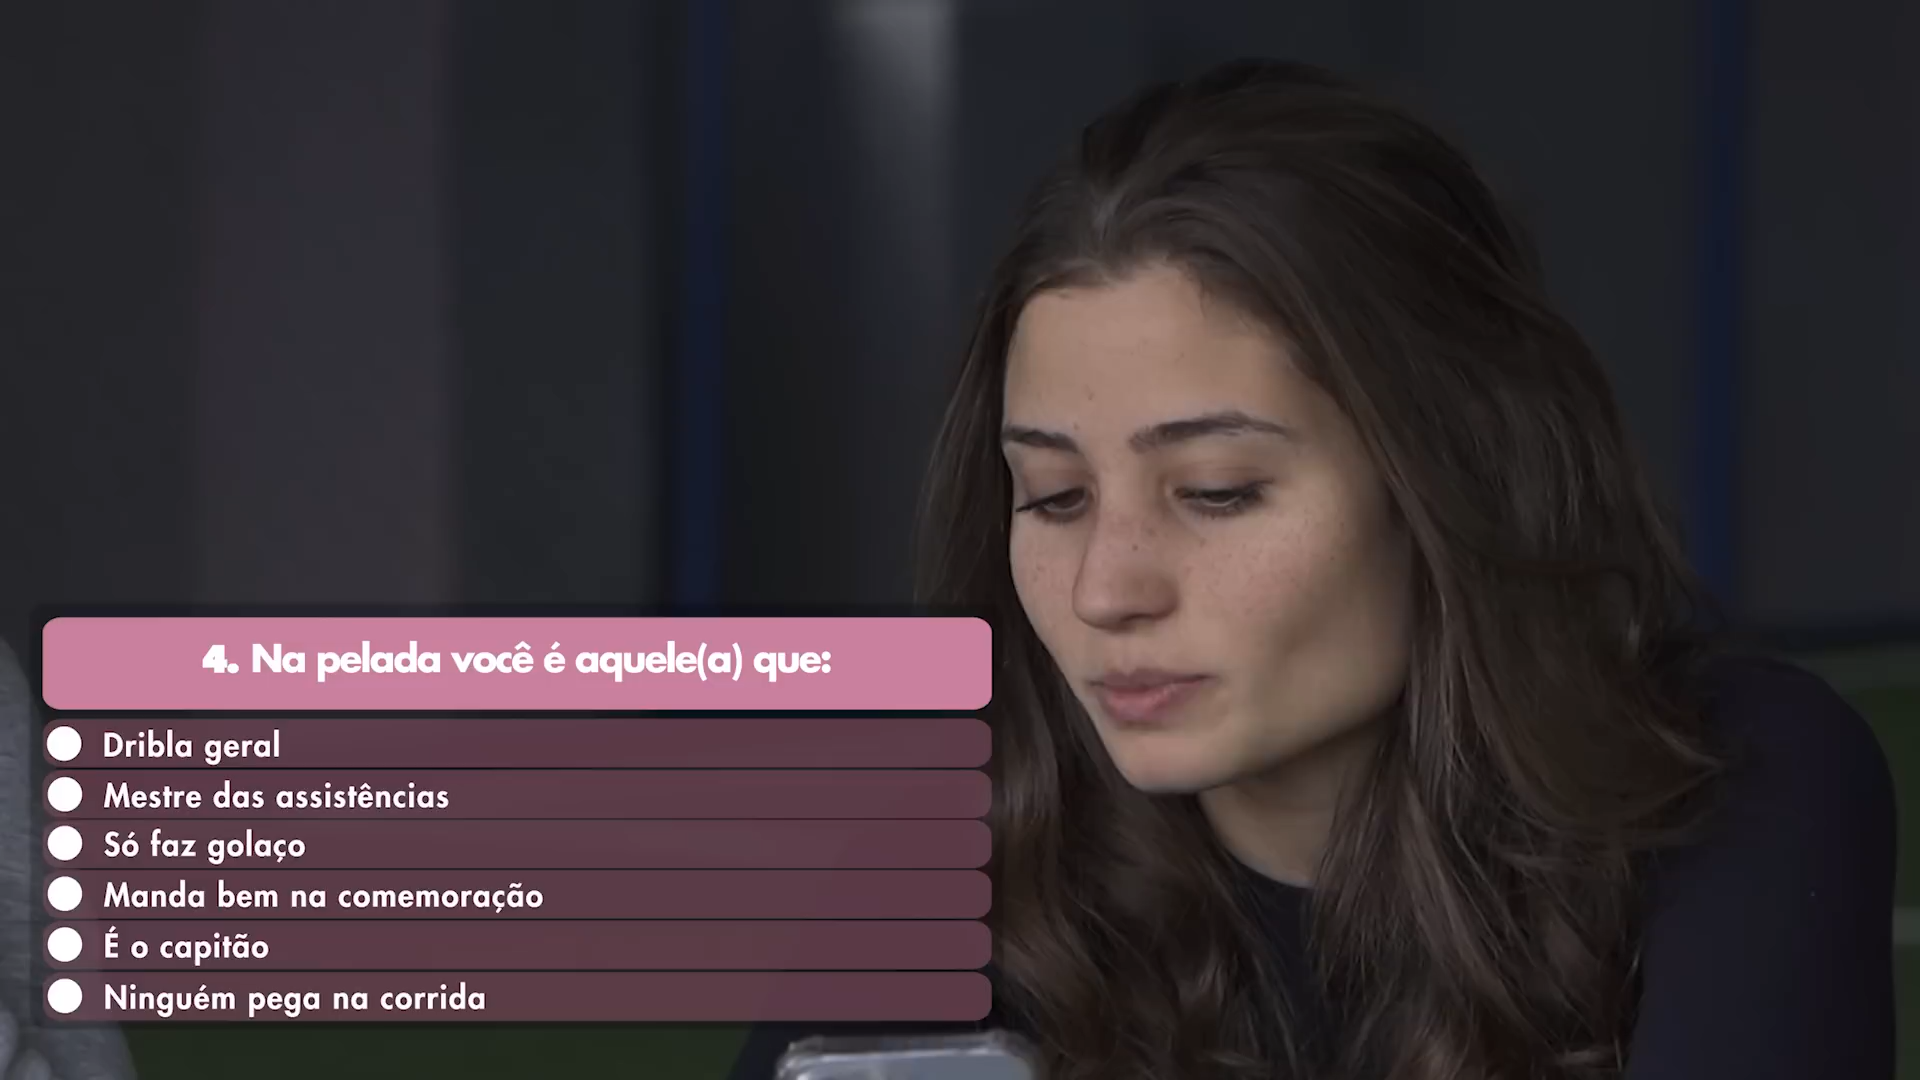 4. Na pelada você é aquele(a) que:
Dribla geral
Mestre das assistências
Só faz golaço
Manda bem na comemoração
É o capitão
Ninguém pega na corrida